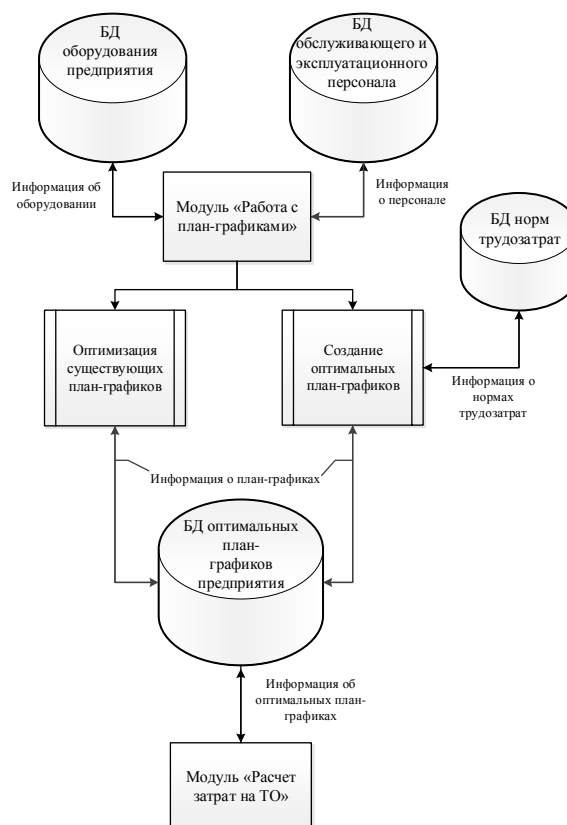 БД
оборудования
предприятия
БД
обслуживающего и
эксплуатационного
персонала
Информация об
оборудовании
Модуль «Работа с
план-графиками»
Информация
о персонале
БД норм
трудозатрат
Оптимизация
существующих
план-графиков
Создание
оптимальных
план-графиков
Информация о
нормах
трудозатрат
Информация о план-графиках
БД оптимальных
план-
графиков
предприятия
Информация об
оптимальных план-
графиках
Модуль «Расчет
затрат на ТО»